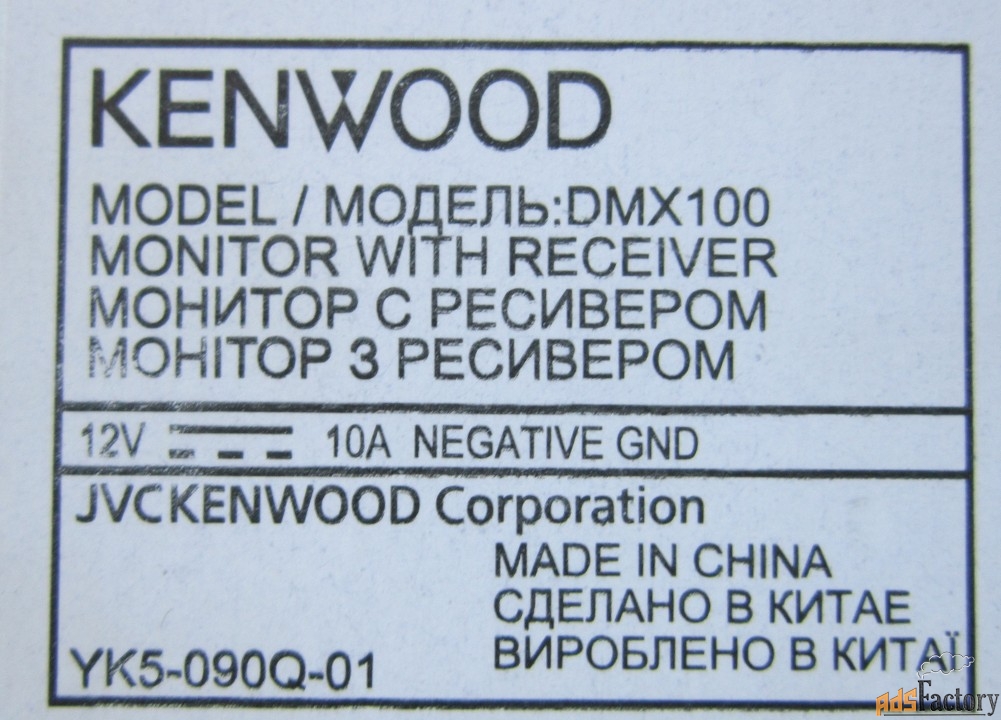 KENWOOD
MODEL / МОДЕЛЬ:DMX100
MONITOR WITH RECEIVER
МОНИТОР С РЕСИВЕРОМ
МОНІТОР З РЕСИВЕРОМ
12V 10A NEGATIVE GND
JVCKENWOOD Corporation
MADE IN CHINA
СДЕЛАНО В КИТАЕ
ВИРОБЛЕНО В КИТАЇ
YK5-090Q-01
AdsFactory